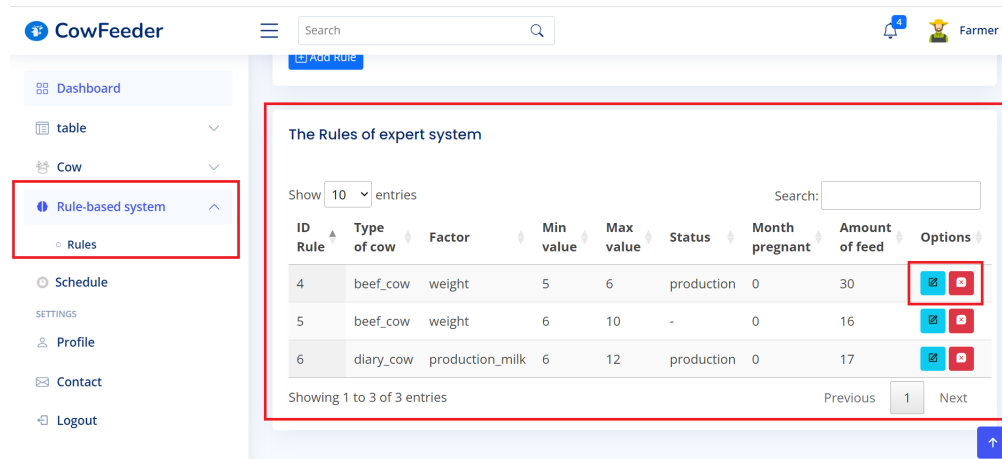 CowFeeder
Search
4
Farmer
Add Rule
Dashboard
table
Cow
Rule-based system
Rules
Schedule
SETTINGS
Profile
Contact
Logout
The Rules of expert system
Show 10 entries
Search:
ID Rule Type of cow Factor Min value Max value Status Month pregnant Amount of feed Options
4 beef_cow weight 5 6 production 0 30
5 beef_cow weight 6 10 - 0 16
6 diary_cow production_milk 6 12 production 0 17
Showing 1 to 3 of 3 entries
Previous 1 Next